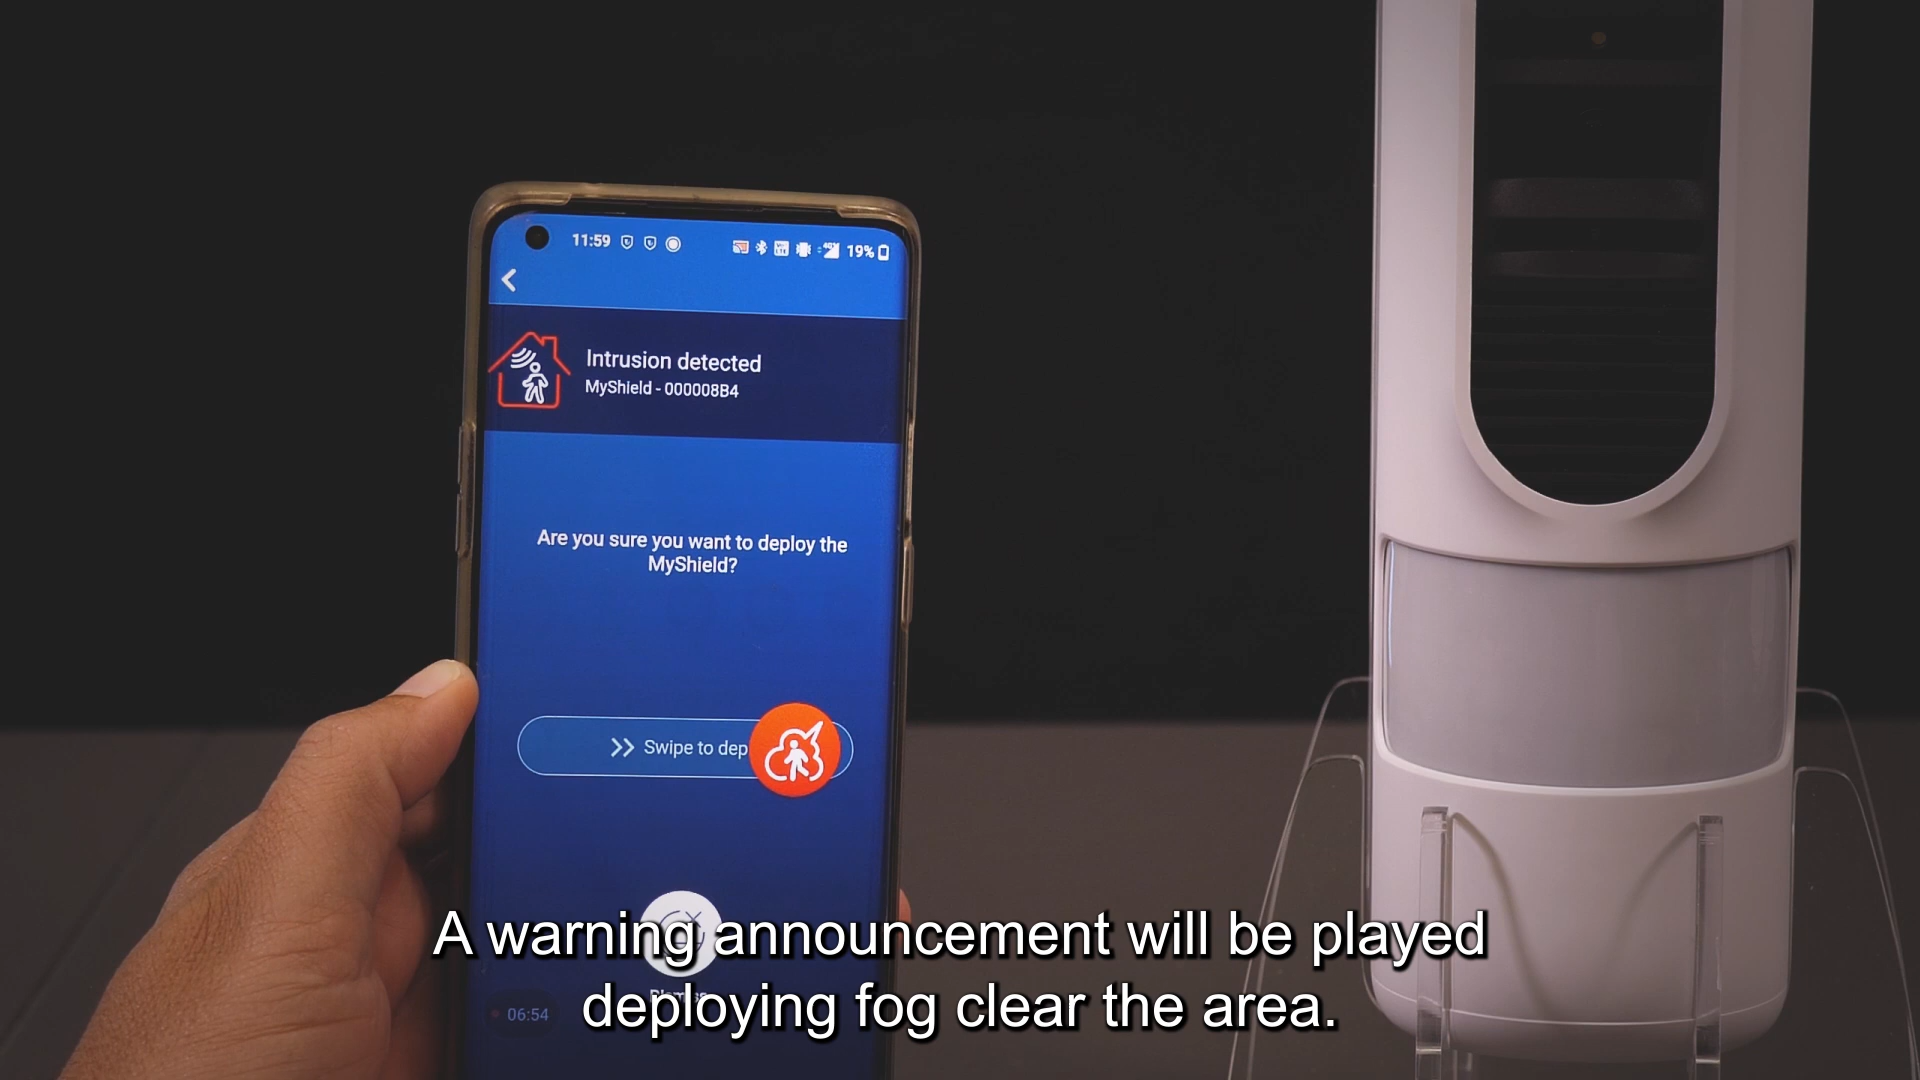 11:59
19%
Intrusion detected
MyShield - 000008B4
Are you sure you want to deploy the
MyShield?
Swipe to dep
A warning announcement will be played
06:54
deploying fog clear the area.